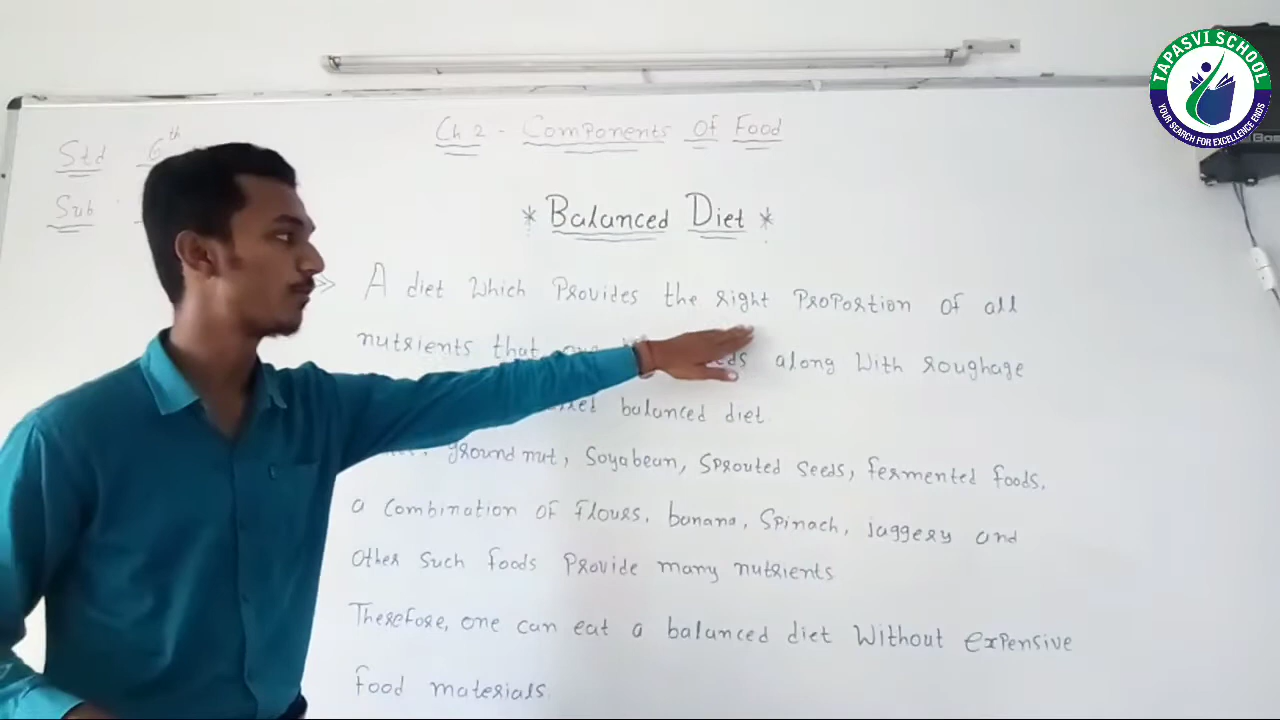 TAPASVI SCHOOL
YOUR SEARCH FOR EXCELLENCE ENDS
Std 6th
Sub
Ch 2 - Components Of Food
* Balanced Diet *
A diet Which Provides the right Proportion of all
nutrients that one along With roughage
balanced diet.
groundnut, Soyabean, Sprouted Seeds, fermented foods,
a Combination OF Flours, banana, Spinach, jaggery and
Other Such foods Provide many nutrients
Therefore, one can eat a balanced diet Without expensive
food materials.